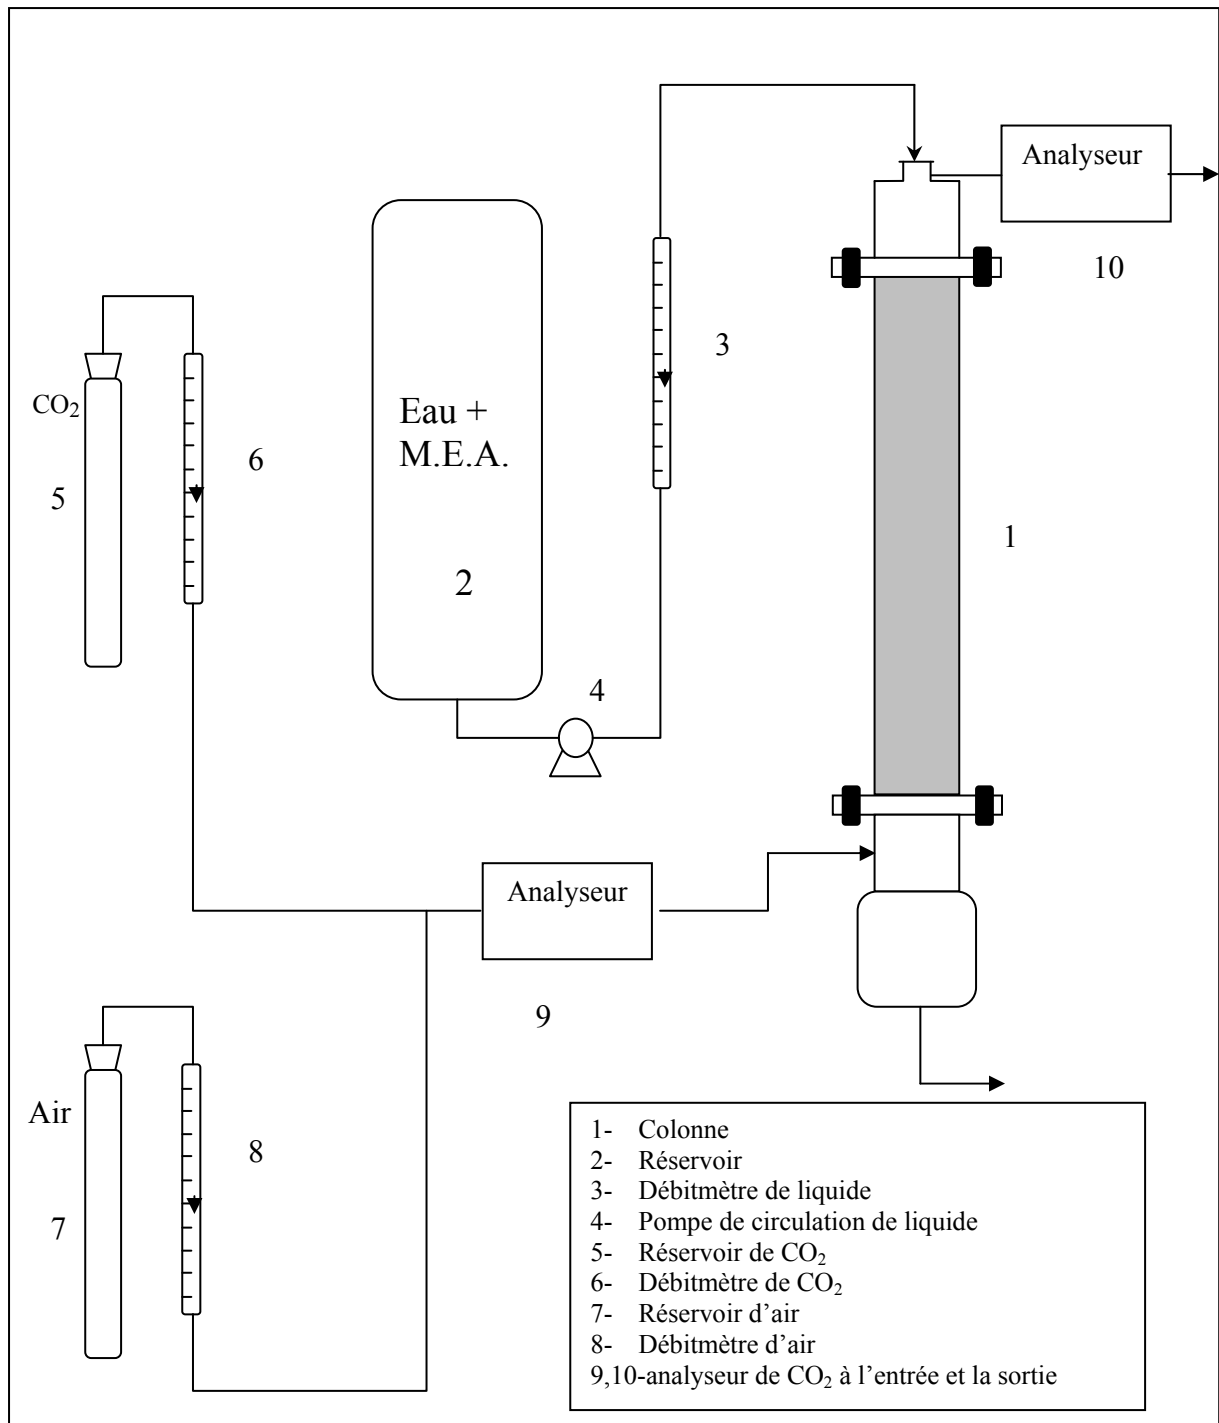 Analyseur
10
3
CO₂
Eau +
M.E.A.
6
5
1
2
4
Analyseur
9
Air
8
7
1- Colonne
2- Réservoir
3- Débitmètre de liquide
4- Pompe de circulation de liquide
5- Réservoir de CO₂
6- Débitmètre de CO₂
7- Réservoir d’air
8- Débitmètre d’air
9,10-analyseur de CO₂ à l’entrée et la sortie